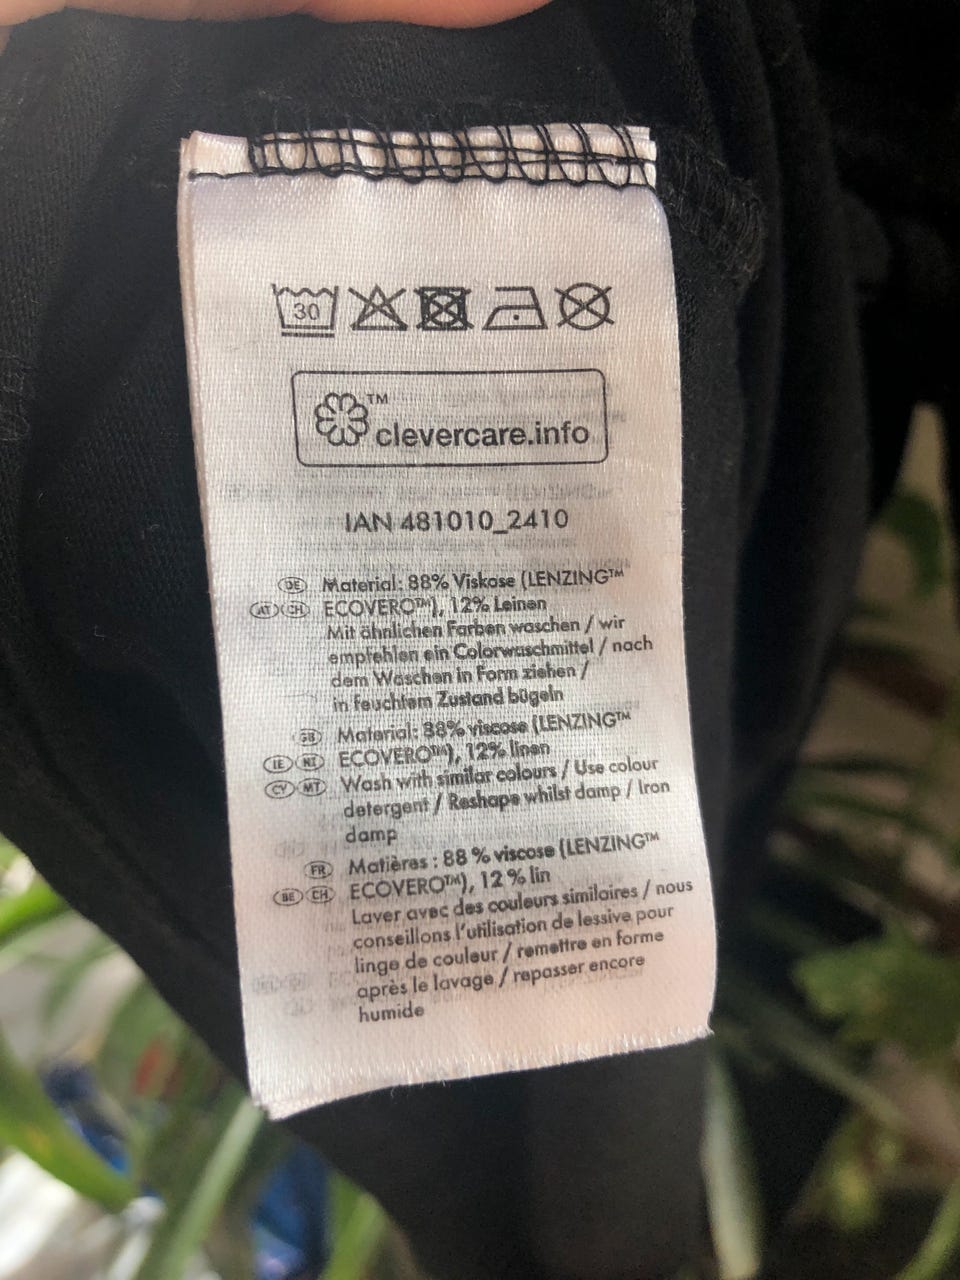 30
TM
clevercare.info
IAN 481010_2410
DE Material: 88% Viskose (LENZING™
AT CH ECOVERO™), 12% Leinen
Mit ähnlichen Farben waschen / wir
empfehlen ein Colorwaschmittel / nach
dem Waschen in Form ziehen /
in feuchtem Zustand bügeln
GB Material: 88% viscose (LENZING™
IE NI ECOVERO™), 12% linen
CY MT Wash with similar colours / Use colour
detergent / Reshape whilst damp / Iron
damp
FR Matières : 88 % viscose (LENZING™
BE CH ECOVERO™), 12 % lin
Laver avec des couleurs similaires / nous
conseillons l'utilisation de lessive pour
linge de couleur / remettre en forme
après le lavage / repasser encore
humide